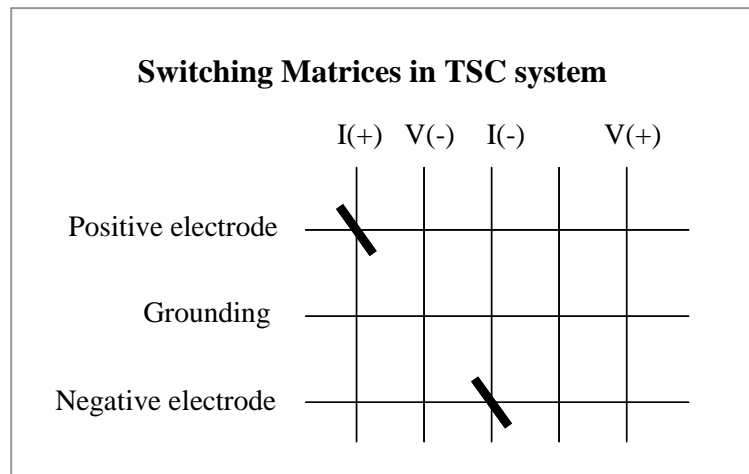 Switching Matrices in TSC system
I(+) V(-) I(-) V(+)
Positive electrode
Grounding
Negative electrode